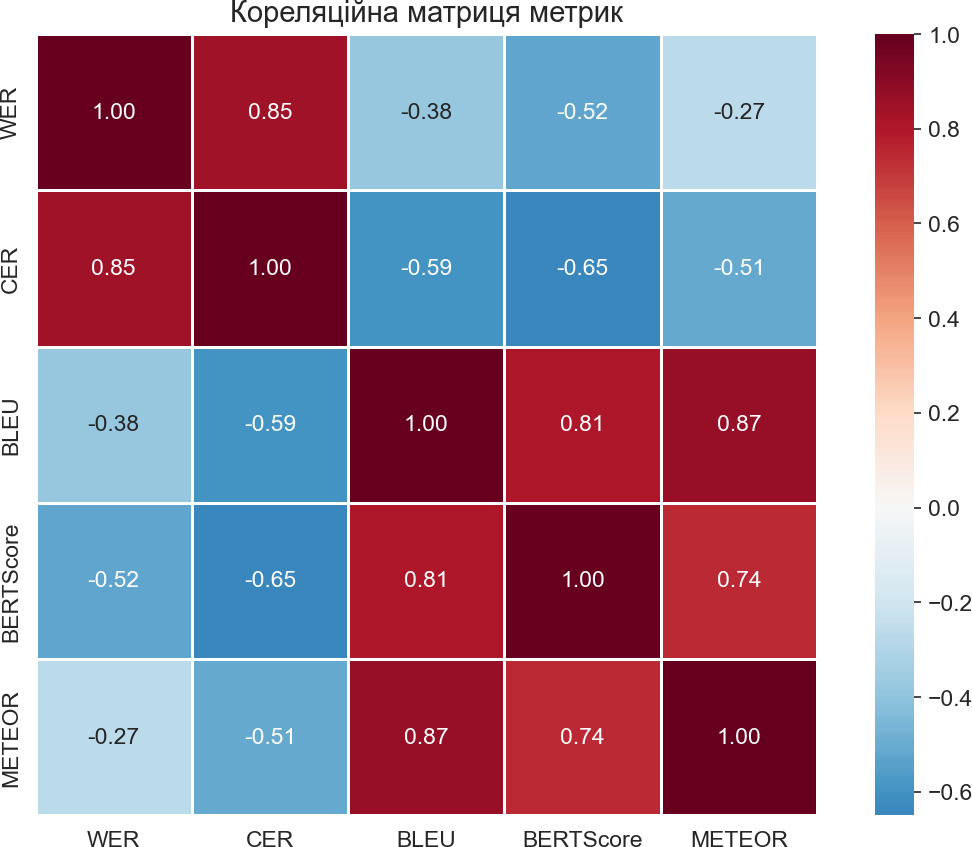 Кореляційна матриця метрик
WER 1.00 0.85 -0.38 -0.52 -0.27
CER 0.85 1.00 -0.59 -0.65 -0.51
BLEU -0.38 -0.59 1.00 0.81 0.87
BERTScore -0.52 -0.65 0.81 1.00 0.74
METEOR -0.27 -0.51 0.87 0.74 1.00
WER CER BLEU BERTScore METEOR
1.0
0.8
0.6
0.4
0.2
0.0
−0.2
−0.4
−0.6